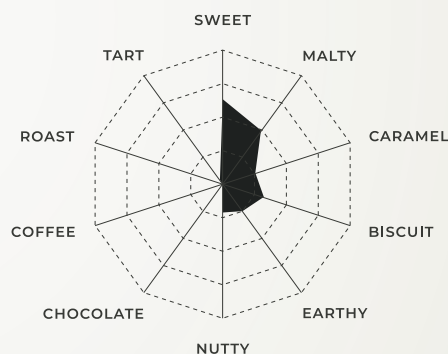 SWEET
TART
MALTY
ROAST
CARAMEL
COFFEE
BISCUIT
CHOCOLATE
EARTHY
NUTTY